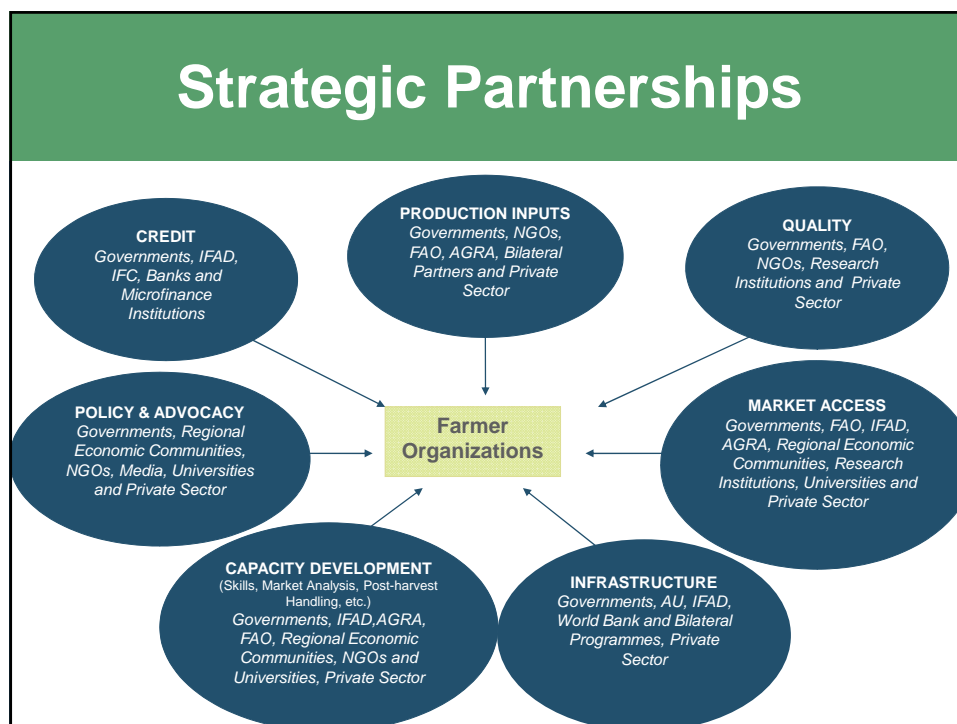 Strategic Partnerships
CREDIT
Governments, IFAD,
IFC, Banks and
Microfinance
Institutions
PRODUCTION INPUTS
Governments, NGOs,
FAO, AGRA, Bilateral
Partners and Private
Sector
QUALITY
Governments, FAO,
NGOs, Research
Institutions and Private
Sector
POLICY & ADVOCACY
Governments, Regional
Economic Communities,
NGOs, Media, Universities
and Private Sector
Farmer
Organizations
MARKET ACCESS
Governments, FAO, IFAD,
AGRA, Regional Economic
Communities, Research
Institutions, Universities and
Private Sector
CAPACITY DEVELOPMENT
(Skills, Market Analysis, Post-harvest
Handling, etc.)
Governments, IFAD,AGRA,
FAO, Regional Economic
Communities, NGOs and
Universities, Private Sector
INFRASTRUCTURE
Governments, AU, IFAD,
World Bank and Bilateral
Programmes, Private
Sector